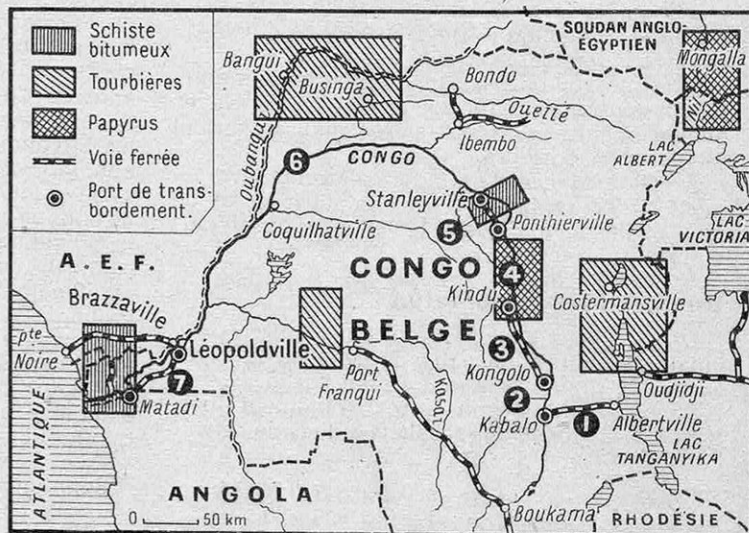 Schiste
bitumeux
Tourbières
Papyrus
Voie ferrée
Port de trans-
bordement.
SOUDAN ANGLO-
ÉGYPTIEN
Mongalla
Nil
Bangui
Businga
Bondo
Ouellé
Ibembo
LAC
ALBERT
Oubangui
6
CONGO
Stanleyville
Ponthierville
5
LAC
VICTORIA
Coquilhatville
A. E. F.
CONGO
4
Costermansville
Brazzaville
Kindu
BELGE
Pte
Noire
Léopoldville
3
Kongolo
Port
Franqui
Kasaï
Oudjidji
7
Matadi
2
Kabalo
1
Albertville
LAC
TANGANYIKA
ATLANTIQUE
ANGOLA
0 50 km
Boukama
RHODÉSIE